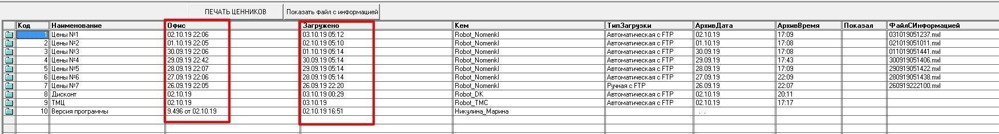 ПЕЧАТЬ ЦЕННИКОВ Показать файл с информацией
Код Наименование Офис Загружено Кем ТипЗагрузки АрхивДата АрхивВремя Показал ФайлСИнформацией
1 Цены №1 02.10.19 22:06 03.10.19 05:12 Robot_Nomenkl Автоматическая с FTP 02.10.19 17:09 031019051237.mxl
2 Цены №2 01.10.19 22:05 02.10.19 05:10 Robot_Nomenkl Автоматическая с FTP 01.10.19 17:08 021019051011.mxl
3 Цены №3 30.09.19 22:06 01.10.19 05:14 Robot_Nomenkl Автоматическая с FTP 30.09.19 17:08 011019051441.mxl
4 Цены №4 29.09.19 22:42 30.09.19 05:14 Robot_Nomenkl Автоматическая с FTP 29.09.19 17:43 300919051406.mxl
5 Цены №5 28.09.19 22:07 29.09.19 05:14 Robot_Nomenkl Автоматическая с FTP 28.09.19 17:09 290919051422.mxl
6 Цены №6 27.09.19 22:06 28.09.19 05:14 Robot_Nomenkl Автоматическая с FTP 27.09.19 22:09 280919051438.mxl
7 Цены №7 26.09.19 22:05 26.09.19 22:20 Robot_Nomenkl Ручная с FTP 26.09.19 22:07 260919222100.mxl
8 Дисконт 02.10.19 03.10.19 00:29 Robot_DK Автоматическая с FTP 02.10.19 20:11
9 ТМЦ 02.10.19 03.10.19 Robot_TMC Автоматическая с FTP 02.10.19 17:17
10 Версия программы 9.496 от 02.10.19 02.10.19 16:51 Никулина_Марина . .